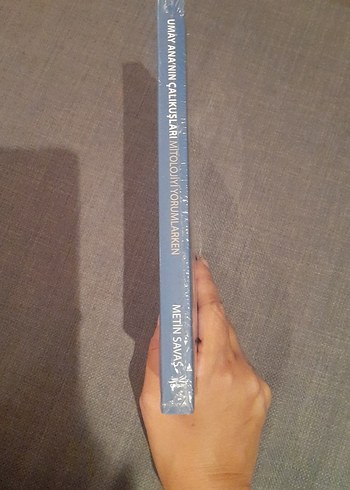 UMAY ANA'NIN ÇALIKUŞLARI MİTOLOJİYİ YORUMLARKEN
METİN SAVAŞ